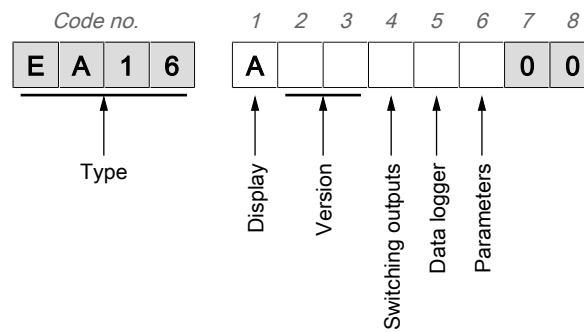 Code no. 1 2 3 4 5 6 7 8
E A 1 6 A 0 0
Type
Display
Version
Switching outputs
Data logger
Parameters